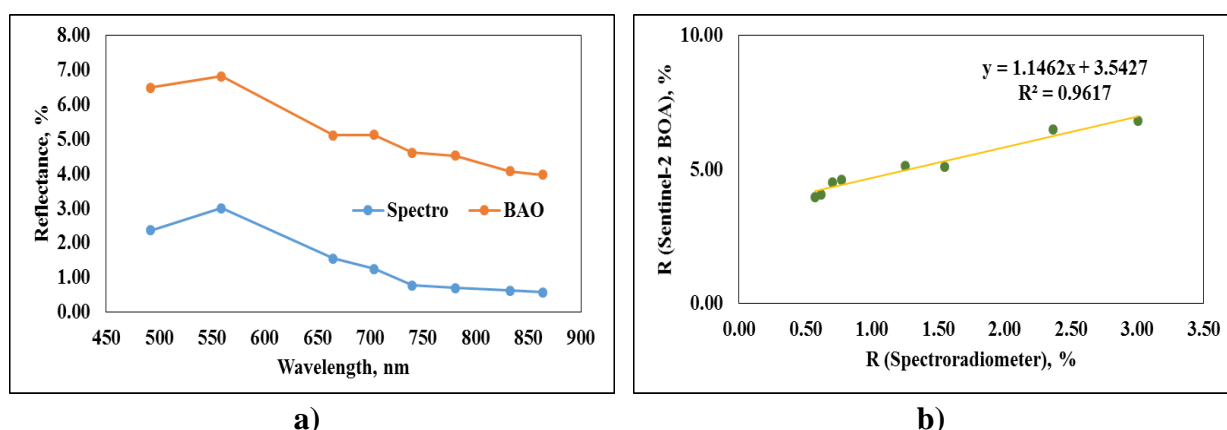 8.00
7.00
6.00
5.00
4.00
3.00
2.00
1.00
0.00
Reflectance, %
Spectro BAO
450 500 550 600 650 700 750 800 850 900
Wavelength, nm
a)
10.00
5.00
0.00
R (Sentinel-2 BOA), %
y = 1.1462x + 3.5427
R² = 0.9617
0.00 0.50 1.00 1.50 2.00 2.50 3.00 3.50
R (Spectroradiometer), %
b)